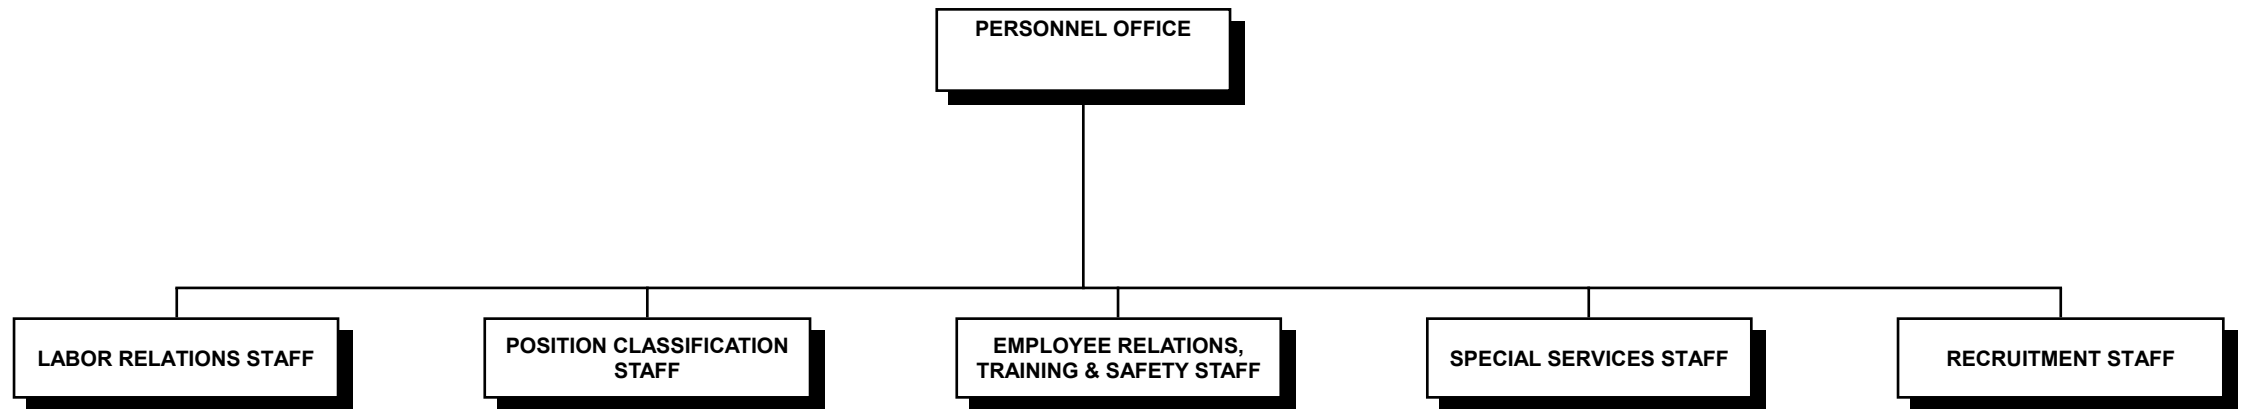 PERSONNEL OFFICE
LABOR RELATIONS STAFF
POSITION CLASSIFICATION
STAFF
EMPLOYEE RELATIONS,
TRAINING & SAFETY STAFF
SPECIAL SERVICES STAFF
RECRUITMENT STAFF